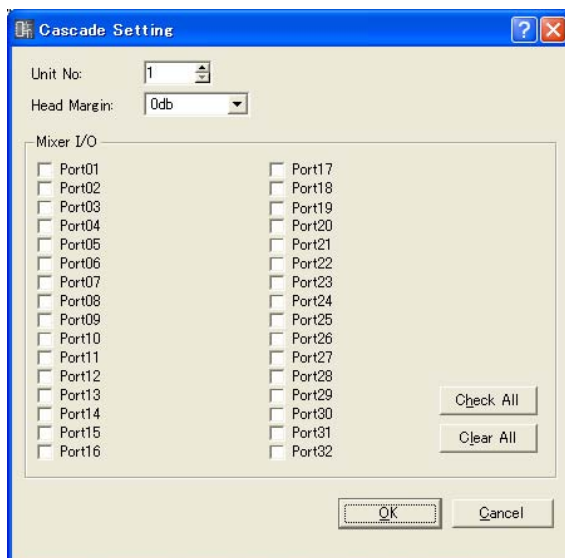 Cascade Setting
Unit No: 1
Head Margin: 0db
Mixer I/O
Port01
Port02
Port03
Port04
Port05
Port06
Port07
Port08
Port09
Port10
Port11
Port12
Port13
Port14
Port15
Port16
Port17
Port18
Port19
Port20
Port21
Port22
Port23
Port24
Port25
Port26
Port27
Port28
Port29
Port30
Port31
Port32
Check All
Clear All
OK
Cancel